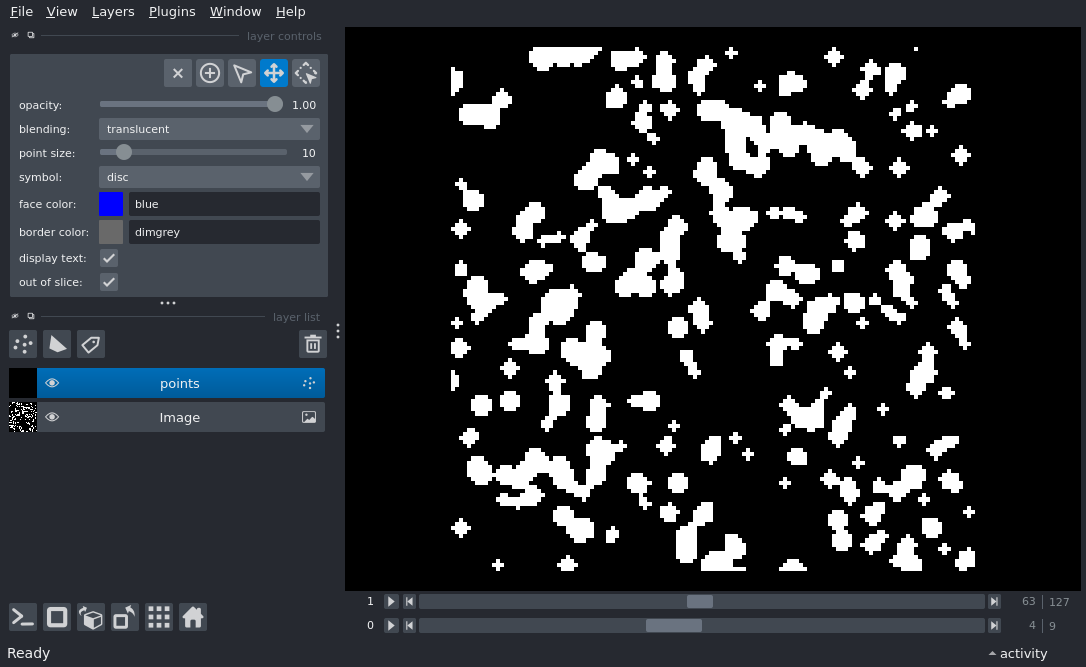 File View Layers Plugins Window Help
layer controls
opacity: 1.00
blending: translucent
point size: 10
symbol: disc
face color: blue
border color: dimgrey
display text:
out of slice:
layer list
points
Image
1 63 127
0 4 9
Ready activity